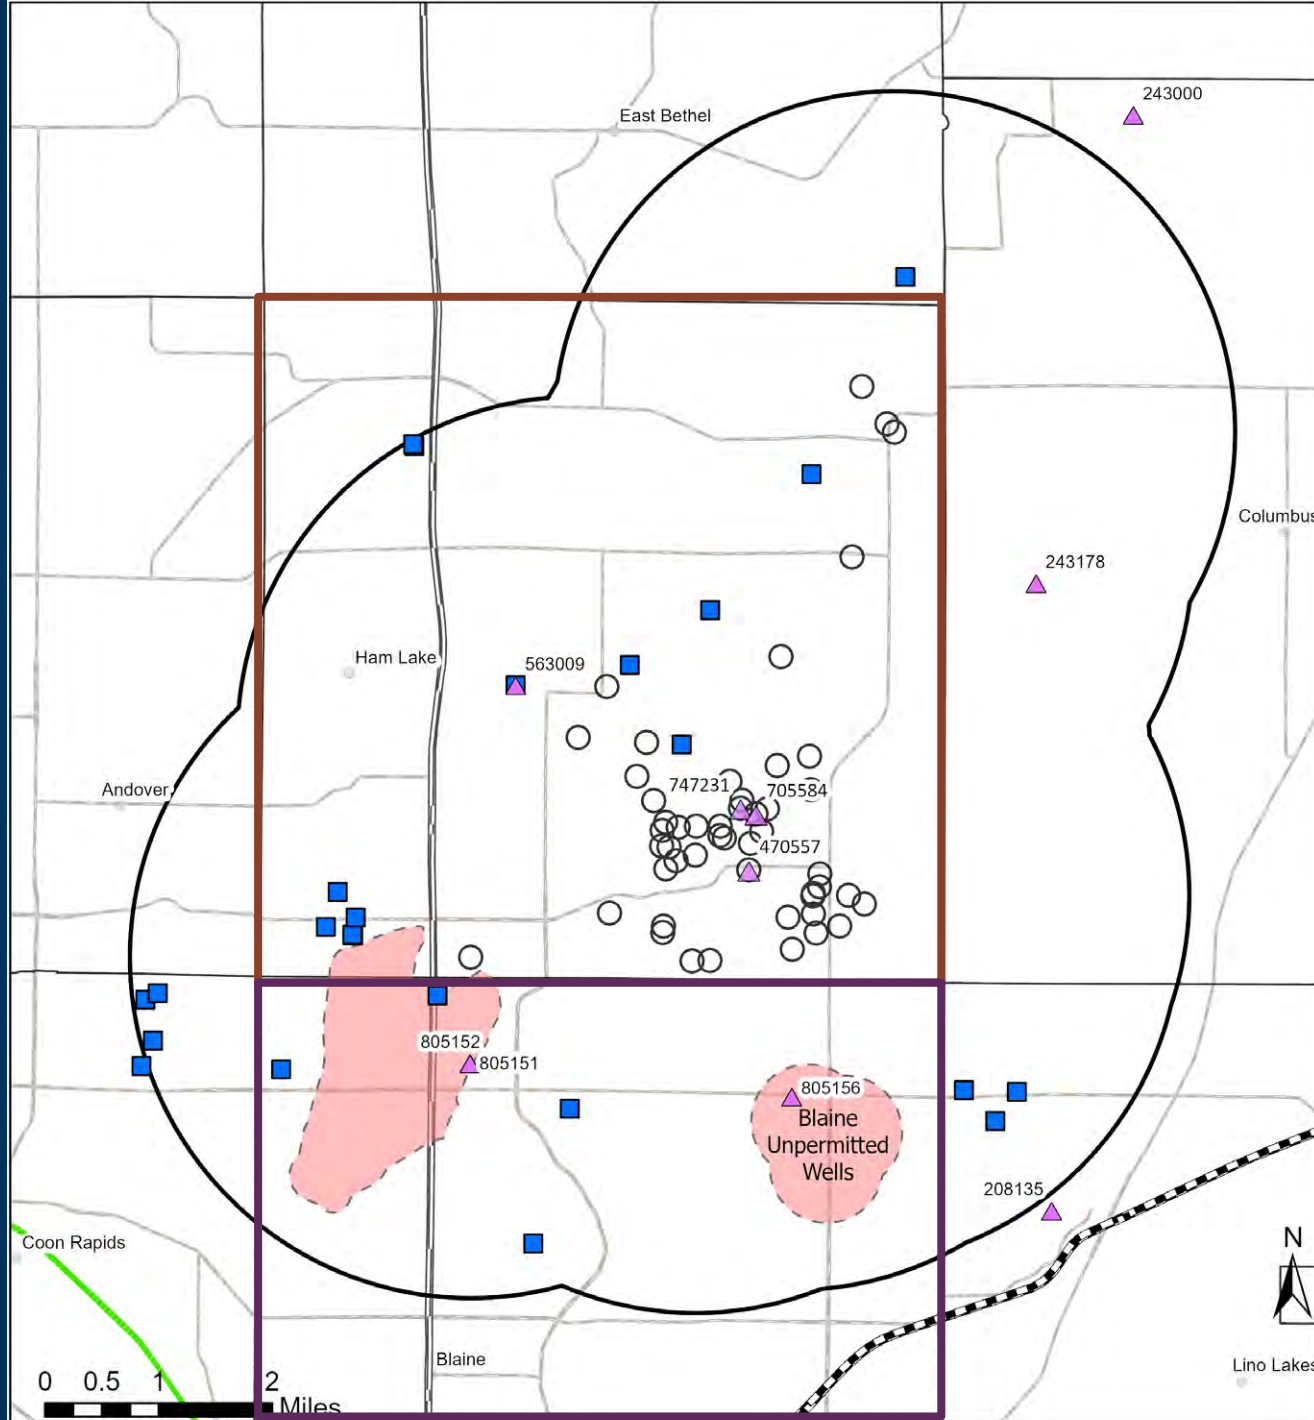 243000
East Bethel
Columbus
243178
Ham Lake
563009
747231
705584
Andover
470557
805152
805151
805156
Blaine
Unpermitted
Wells
208135
Coon Rapids
N
Blaine
Lino Lakes
0 0.5 1 2
Miles